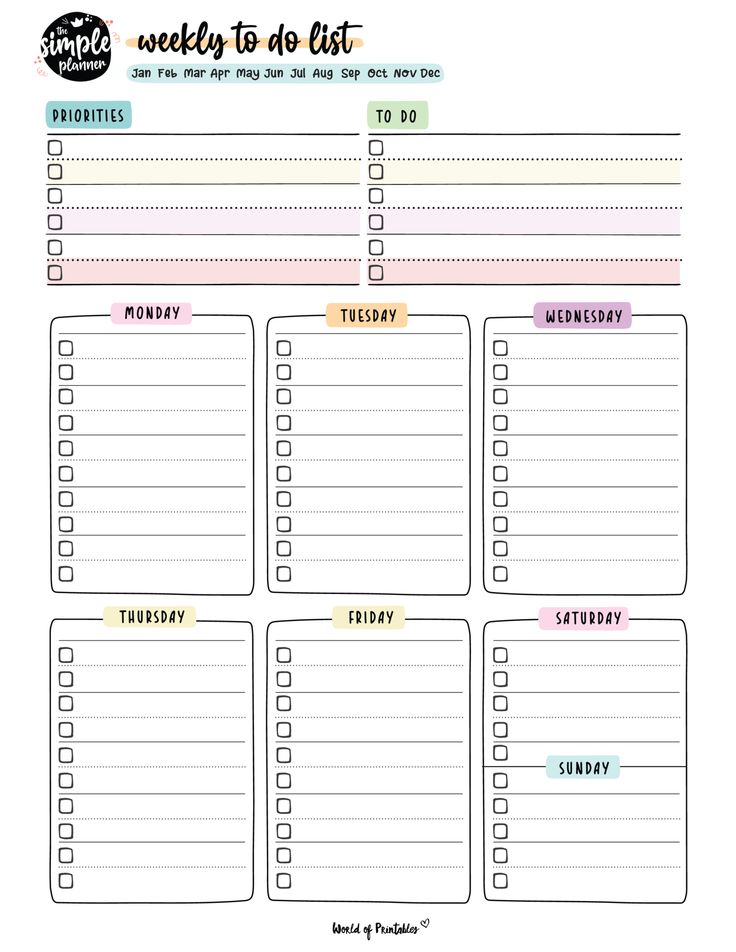 the
simple
planner
weekly to do list
Jan Feb Mar Apr May Jun Jul Aug Sep Oct Nov Dec
PRIORITIES
TO DO
MONDAY
TUESDAY
WEDNESDAY
THURSDAY
FRIDAY
SATURDAY
SUNDAY
World of Printables